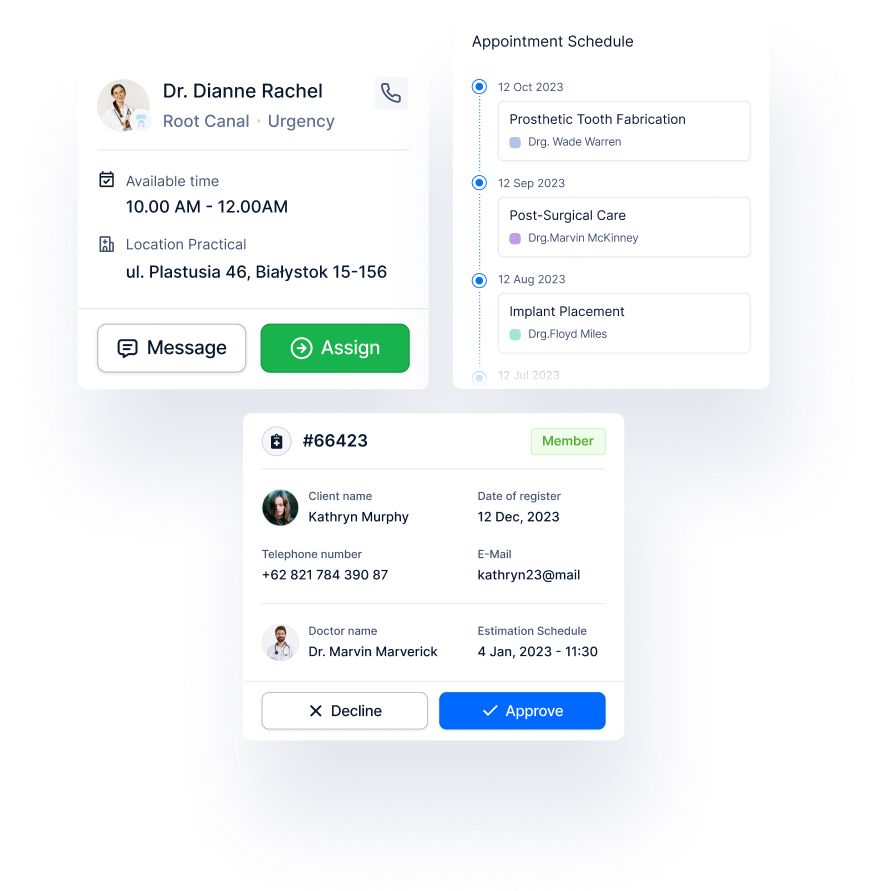 Dr. Dianne Rachel
Root Canal • Urgency
Available time
10.00 AM - 12.00AM
Location Practical
ul. Plastusia 46, Białystok 15-156
Message
Assign
Appointment Schedule
12 Oct 2023
Prosthetic Tooth Fabrication
Drg. Wade Warren
12 Sep 2023
Post-Surgical Care
Drg.Marvin McKinney
12 Aug 2023
Implant Placement
Drg.Floyd Miles
12 Jul 2023
#66423
Member
Client name
Kathryn Murphy
Date of register
12 Dec, 2023
Telephone number
+62 821 784 390 87
E-Mail
kathryn23@mail
Doctor name
Dr. Marvin Marverick
Estimation Schedule
4 Jan, 2023 - 11:30
Decline
Approve